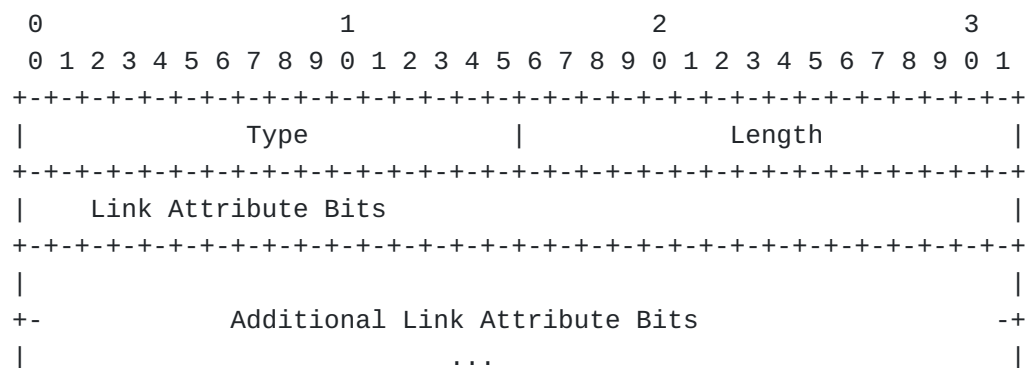 0                   1                   2                   3
 0 1 2 3 4 5 6 7 8 9 0 1 2 3 4 5 6 7 8 9 0 1 2 3 4 5 6 7 8 9 0 1
+-+-+-+-+-+-+-+-+-+-+-+-+-+-+-+-+-+-+-+-+-+-+-+-+-+-+-+-+-+-+-+-+
|              Type             |             Length            |
+-+-+-+-+-+-+-+-+-+-+-+-+-+-+-+-+-+-+-+-+-+-+-+-+-+-+-+-+-+-+-+-+
|    Link Attribute Bits                                        |
+-+-+-+-+-+-+-+-+-+-+-+-+-+-+-+-+-+-+-+-+-+-+-+-+-+-+-+-+-+-+-+-+
|                                                               |
+-            Additional Link Attribute Bits                   -+
|                           ...                                 |